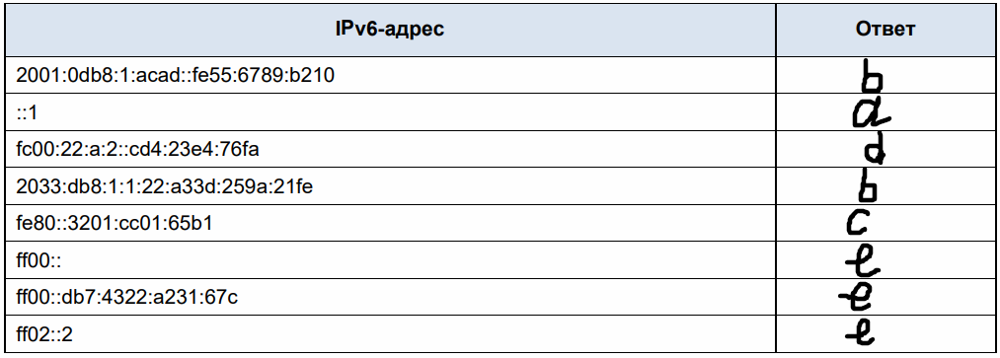 IPv6-адрес Ответ
2001:0db8:1:acad::fe55:6789:b210 b
::1 a
fc00:22:a:2::cd4:23e4:76fa d
2033:db8:1:1:22:a33d:259a:21fe b
fe80::3201:cc01:65b1 c
ff00:: e
ff00::db7:4322:a231:67c e
ff02::2 e